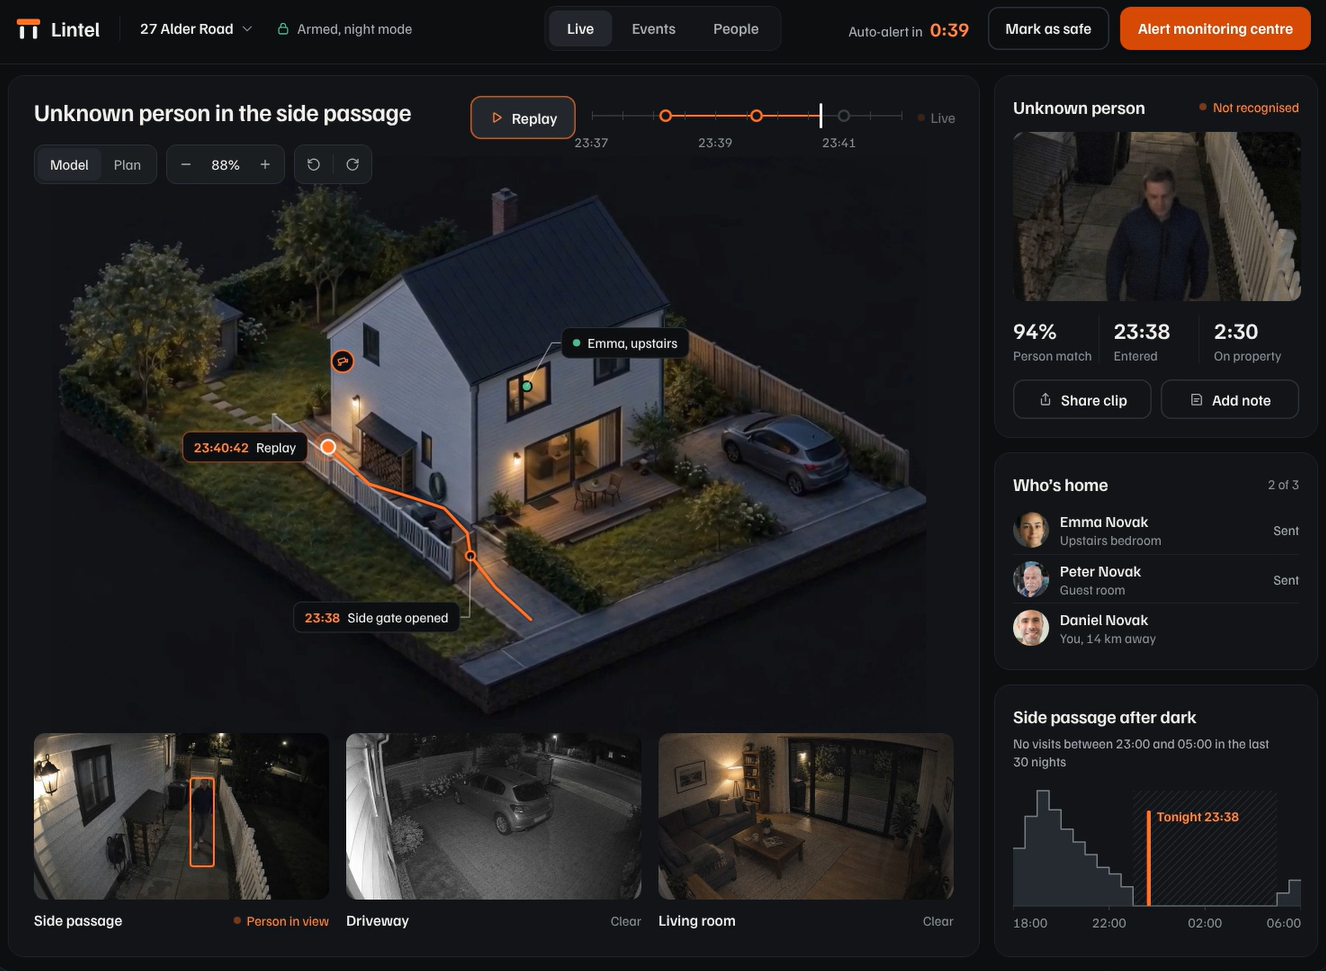 Lintel
27 Alder Road
Armed, night mode
Live
Events
People
Auto-alert in 0:39
Mark as safe
Alert monitoring centre
Unknown person in the side passage
Replay
23:37
23:39
23:41
Live
Model
Plan
88%
Emma, upstairs
23:40:42 Replay
23:38 Side gate opened
Side passage
Person in view
Driveway
Clear
Living room
Clear
Unknown person
Not recognised
94%
Person match
23:38
Entered
2:30
On property
Share clip
Add note
Who's home
2 of 3
Emma Novak
Upstairs bedroom
Sent
Peter Novak
Guest room
Sent
Daniel Novak
You, 14 km away
Side passage after dark
No visits between 23:00 and 05:00 in the last
30 nights
Tonight 23:38
18:00
22:00
02:00
06:00